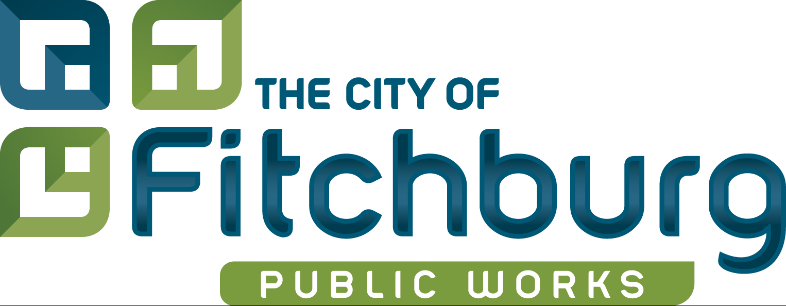 THE CITY OF
Fitchburg
PUBLIC WORKS